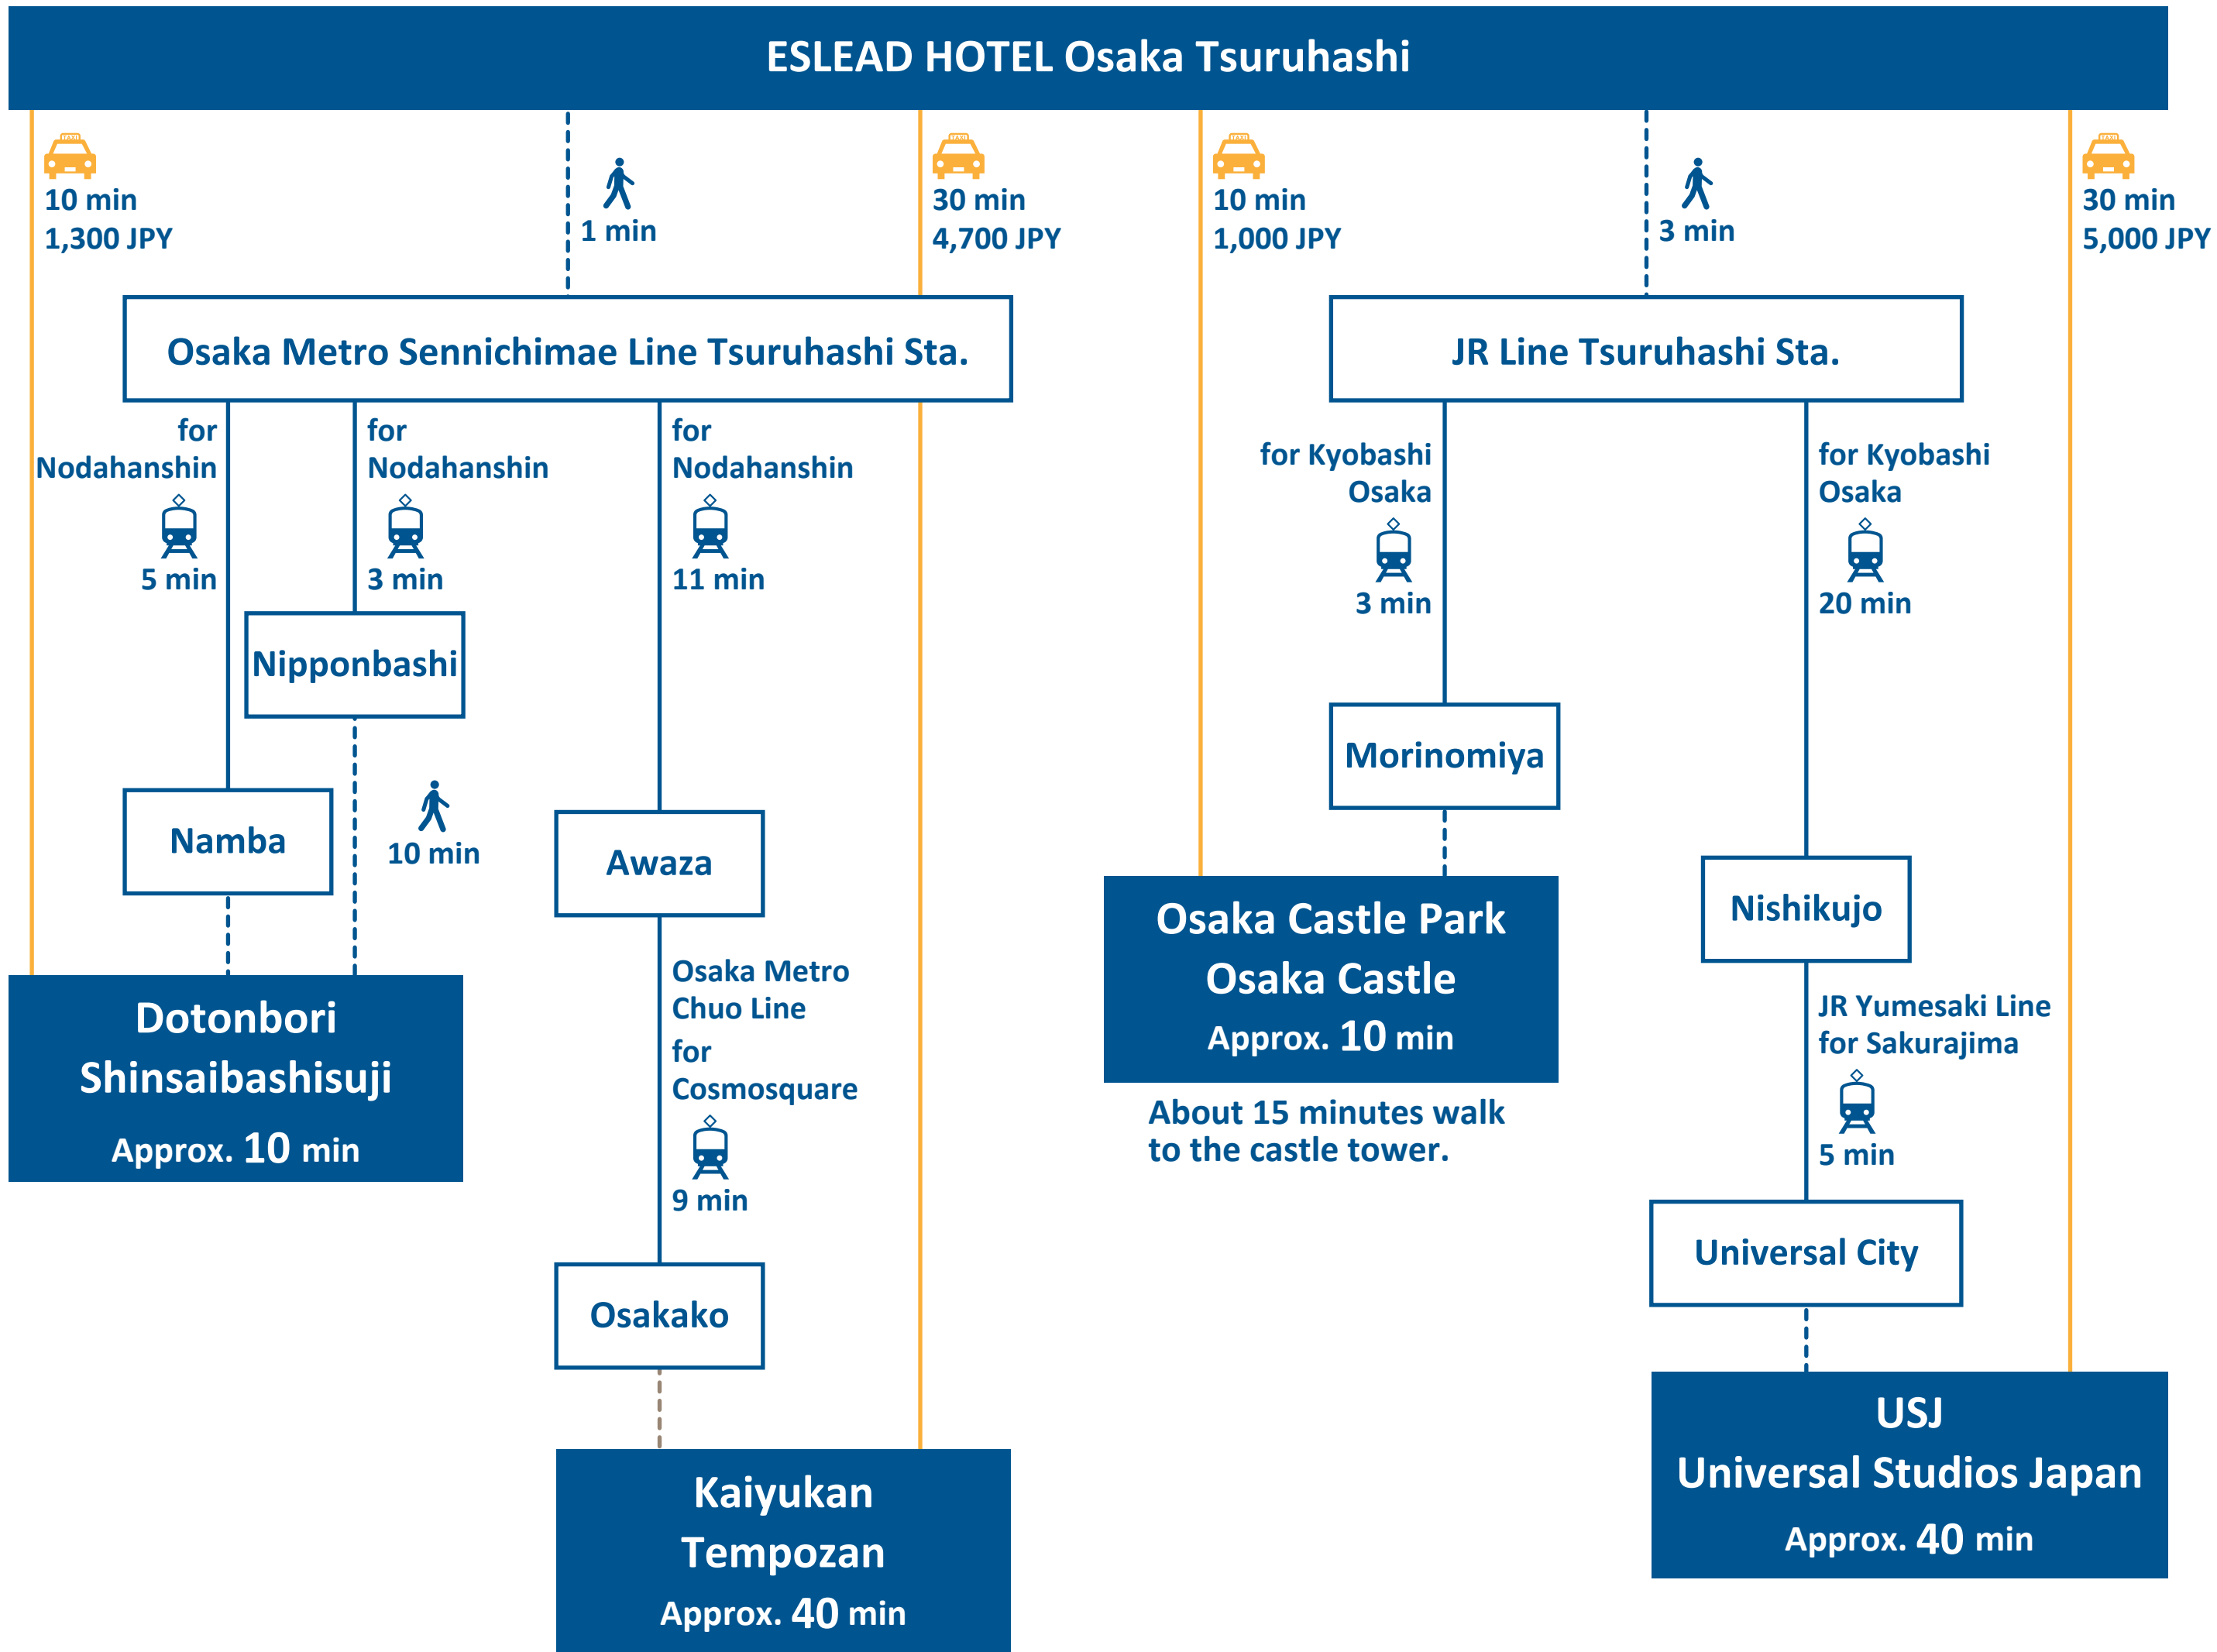 ESLEAD HOTEL Osaka Tsuruhashi
TAXI
10 min
1,300 JPY
1 min
TAXI
30 min
4,700 JPY
TAXI
10 min
1,000 JPY
3 min
TAXI
30 min
5,000 JPY
Osaka Metro Sennichimae Line Tsuruhashi Sta.
for
Nodahanshin
5 min
for
Nodahanshin
3 min
for
Nodahanshin
11 min
Nipponbashi
Namba
10 min
Awaza
Dotonbori
Shinsaibashisuji
Approx. 10 min
Osaka Metro
Chuo Line
for
Cosmosquare
9 min
Osakako
Kaiyukan
Tempozan
Approx. 40 min
JR Line Tsuruhashi Sta.
for Kyobashi
Osaka
3 min
for Kyobashi
Osaka
20 min
Morinomiya
Osaka Castle Park
Osaka Castle
Approx. 10 min
About 15 minutes walk
to the castle tower.
Nishikujo
JR Yumesaki Line
for Sakurajima
5 min
Universal City
USJ
Universal Studios Japan
Approx. 40 min